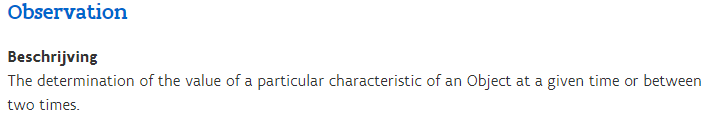 Observation
Beschrijving
The determination of the value of a particular characteristic of an Object at a given time or between
two times.